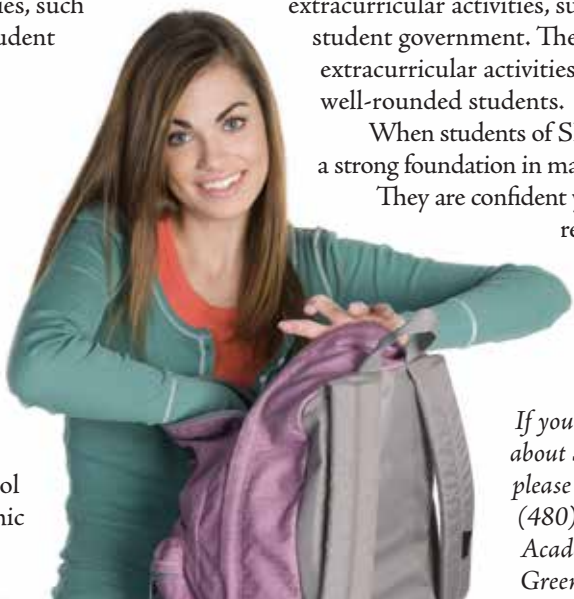 ies, such
udent
ol
nic
extracurricular activities, su
student government. The
extracurricular activities
well-rounded students.
When students of S
a strong foundation in ma
They are confident y
re
If you
about a
please
(480)
Acad
Green